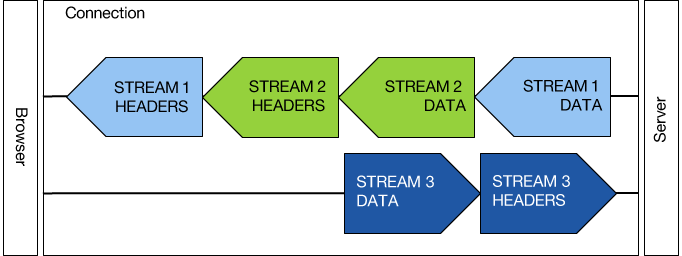 Connection
Browser
STREAM 1
HEADERS
STREAM 2
HEADERS
STREAM 2
DATA
STREAM 1
DATA
STREAM 3
DATA
STREAM 3
HEADERS
Server